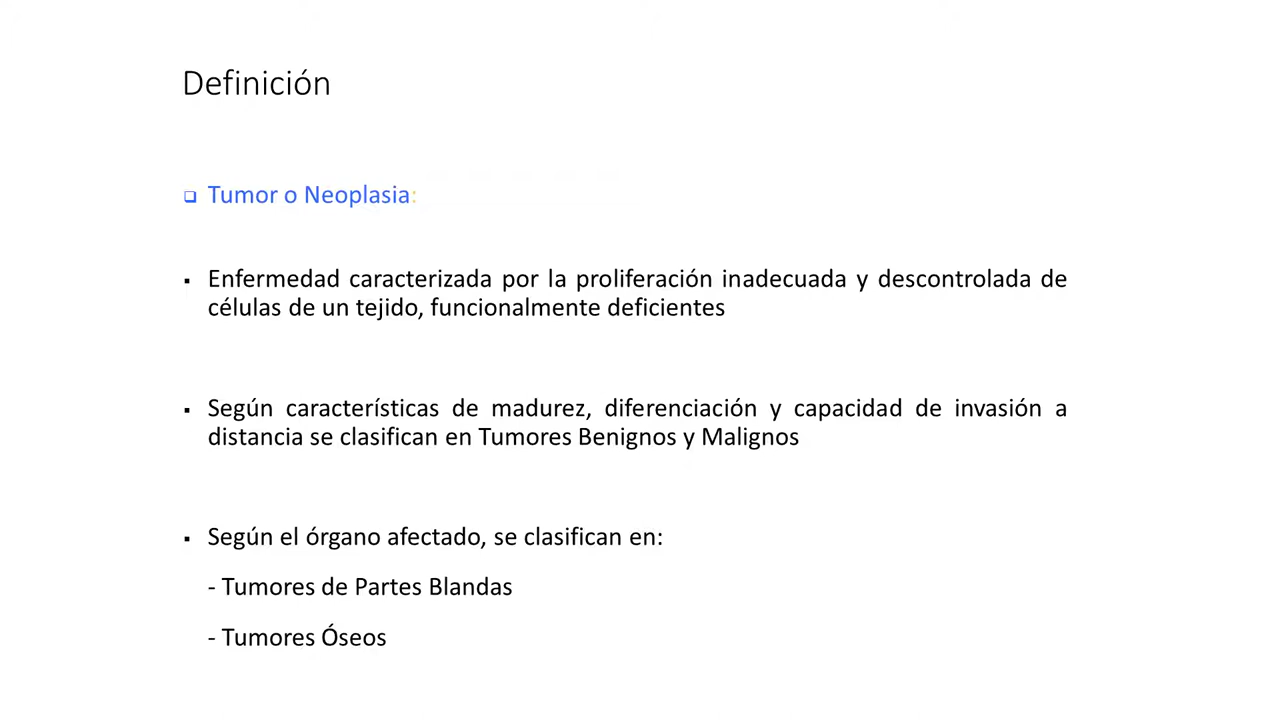 Definición
❑ Tumor o Neoplasia:
▪ Enfermedad caracterizada por la proliferación inadecuada y descontrolada de
células de un tejido, funcionalmente deficientes
▪ Según características de madurez, diferenciación y capacidad de invasión a
distancia se clasifican en Tumores Benignos y Malignos
▪ Según el órgano afectado, se clasifican en:
- Tumores de Partes Blandas
- Tumores Óseos